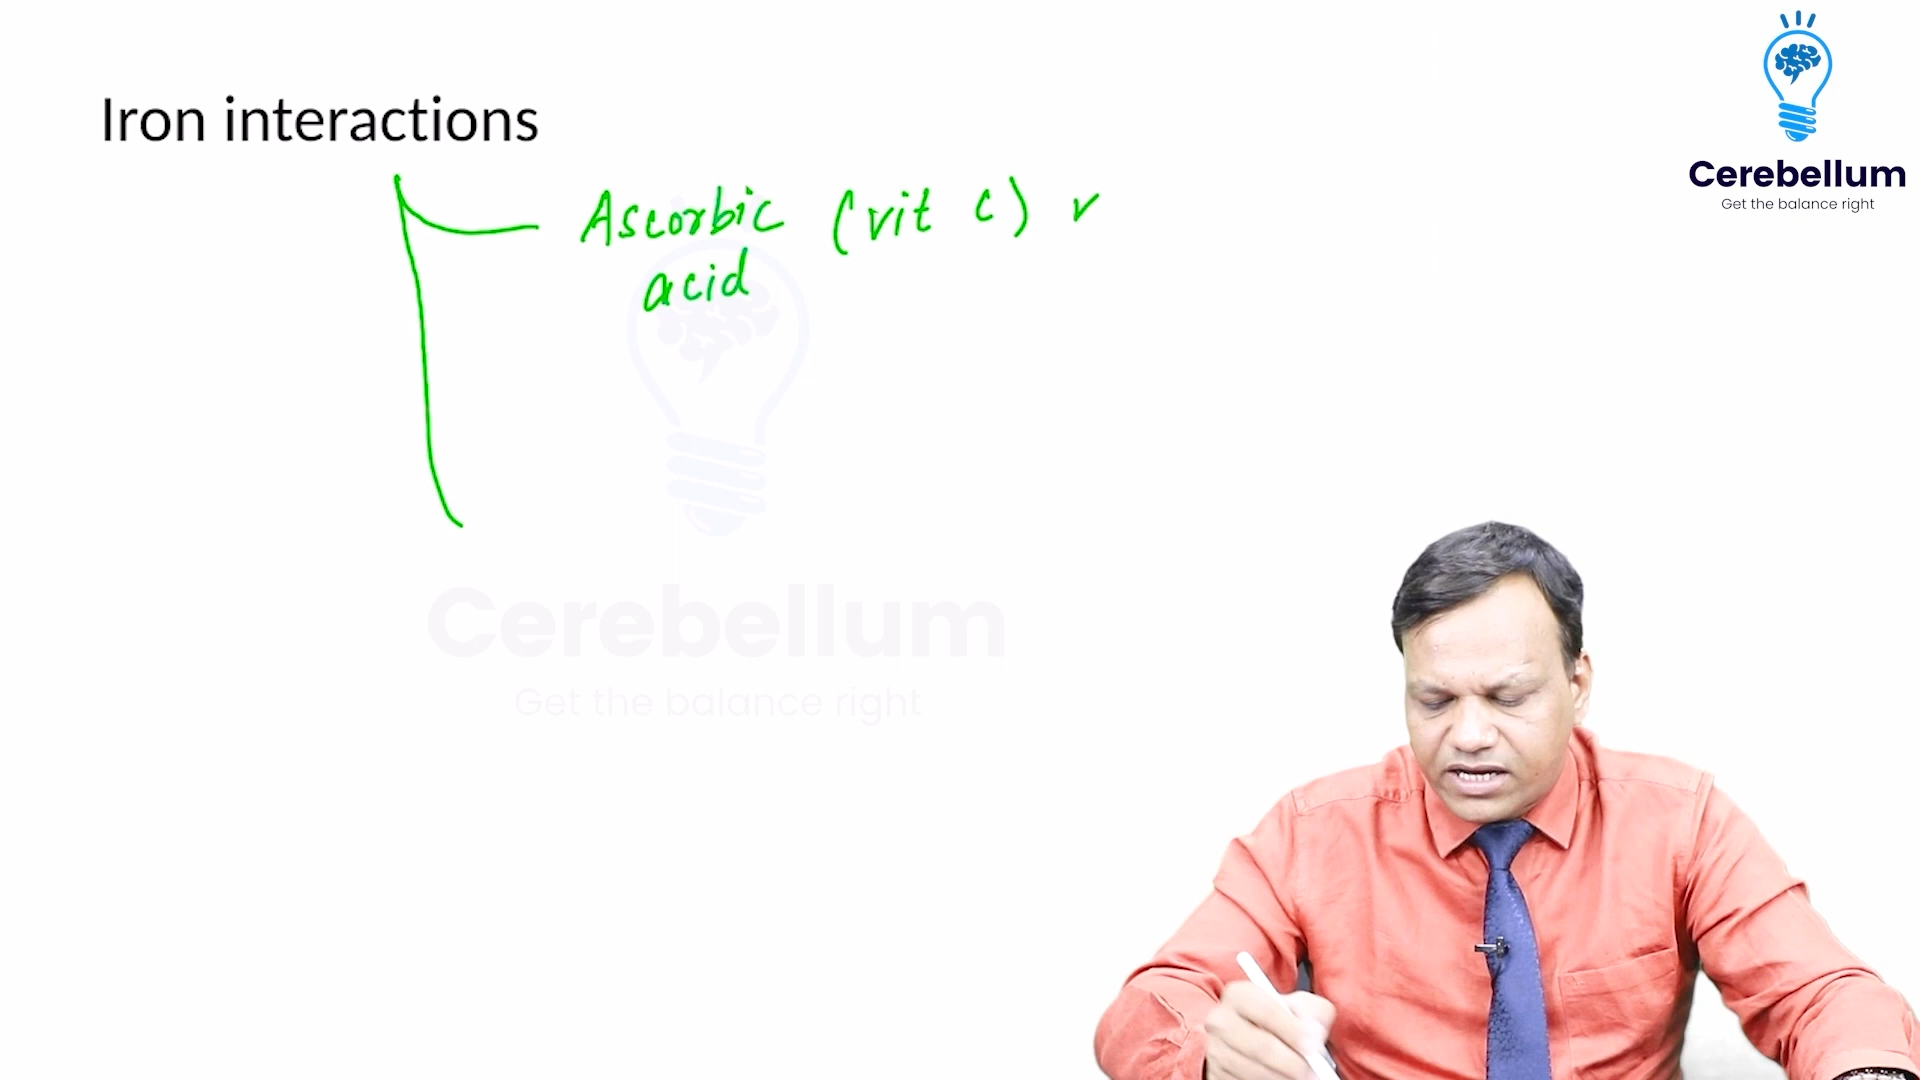 Iron interactions
Ascorbic (vit c) ✓
acid
Cerebellum
Get the balance right
Cerebellum
Get the balance right